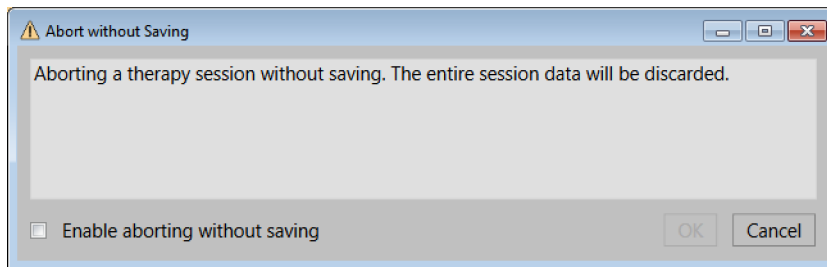 Abort without Saving
Aborting a therapy session without saving. The entire session data will be discarded.
Enable aborting without saving
OK
Cancel